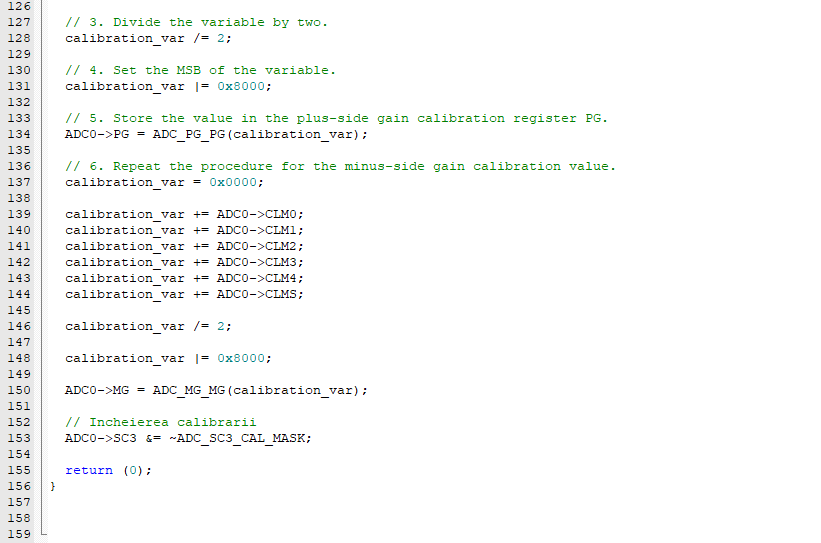 126
127 // 3. Divide the variable by two.
128 calibration_var /= 2;
129
130 // 4. Set the MSB of the variable.
131 calibration_var |= 0x8000;
132
133 // 5. Store the value in the plus-side gain calibration register PG.
134 ADC0->PG = ADC_PG_PG(calibration_var);
135
136 // 6. Repeat the procedure for the minus-side gain calibration value.
137 calibration_var = 0x0000;
138
139 calibration_var += ADC0->CLM0;
140 calibration_var += ADC0->CLM1;
141 calibration_var += ADC0->CLM2;
142 calibration_var += ADC0->CLM3;
143 calibration_var += ADC0->CLM4;
144 calibration_var += ADC0->CLMS;
145
146 calibration_var /= 2;
147
148 calibration_var |= 0x8000;
149
150 ADC0->MG = ADC_MG_MG(calibration_var);
151
152 // Incheierea calibrarii
153 ADC0->SC3 &= ~ADC_SC3_CAL_MASK;
154
155 return (0);
156 }
157
158
159